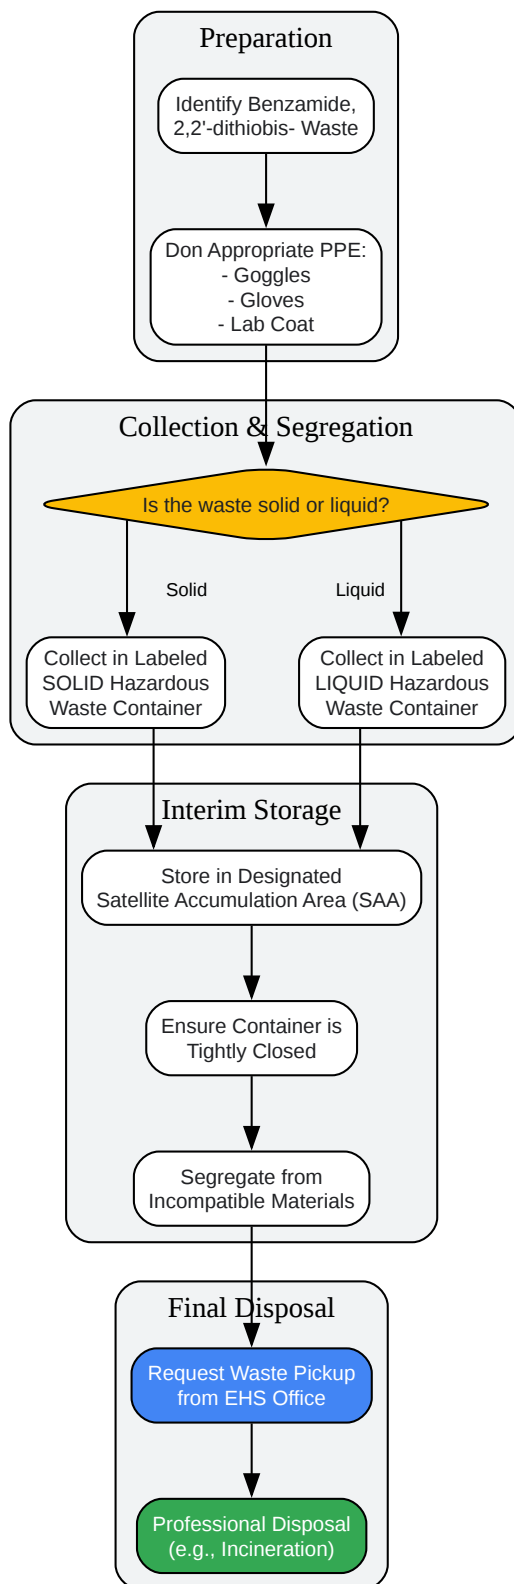 Preparation
Identify Benzamide,
2,2'-dithiobis- Waste
Don Appropriate PPE:
- Goggles
- Gloves
- Lab Coat
Collection & Segregation
Is the waste solid or liquid?
Solid
Liquid
Collect in Labeled
SOLID Hazardous
Waste Container
Collect in Labeled
LIQUID Hazardous
Waste Container
Interim Storage
Store in Designated
Satellite Accumulation Area (SAA)
Ensure Container is
Tightly Closed
Segregate from
Incompatible Materials
Final Disposal
Request Waste Pickup
from EHS Office
Professional Disposal
(e.g., Incineration)